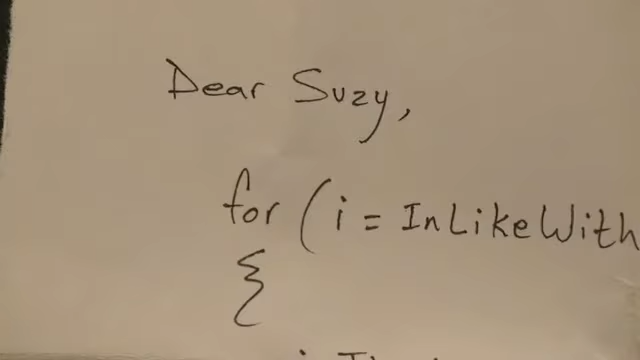 Dear Suzy,
for (i = InLikeWith
{